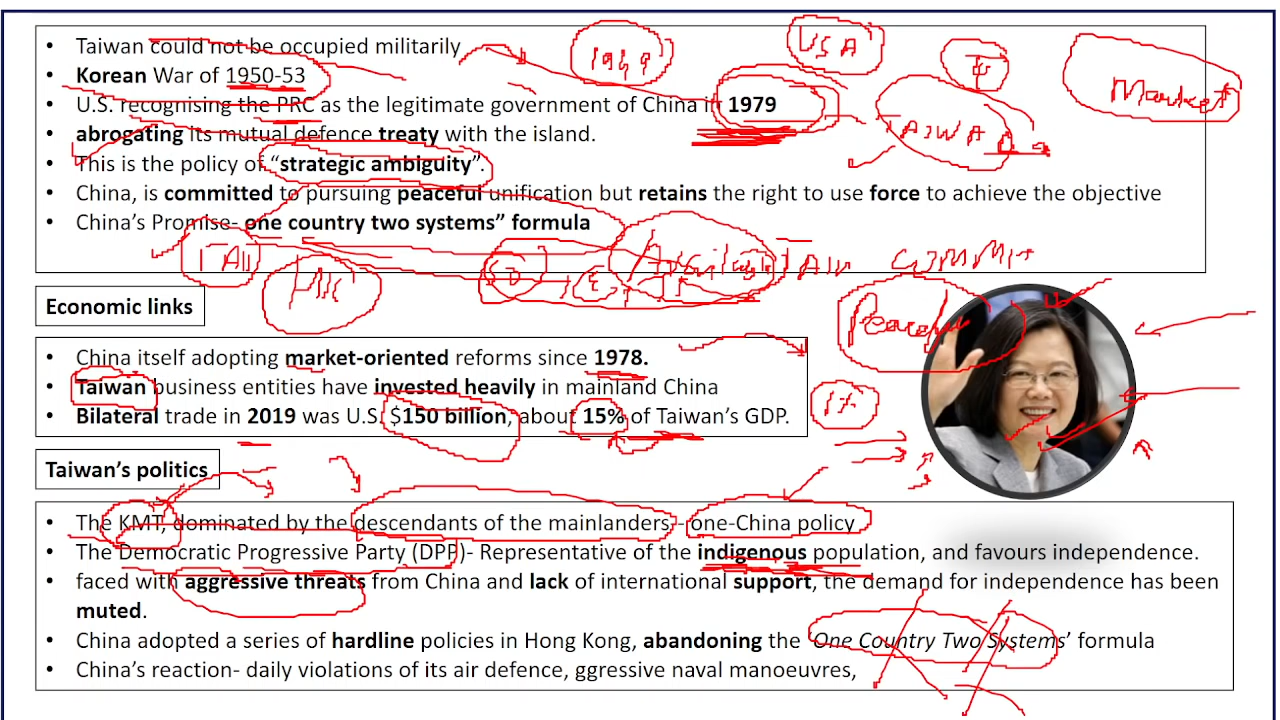 • Taiwan could not be occupied militarily
• Korean War of 1950-53
• U.S. recognising the PRC as the legitimate government of China in 1979
• abrogating its mutual defence treaty with the island.
• This is the policy of “strategic ambiguity”.
• China, is committed to pursuing peaceful unification but retains the right to use force to achieve the objective
• China’s Promise- one country two systems” formula
1949
USA
Market
TAIWA
TAIW
TAIW
Peaceful
Economic links
• China itself adopting market-oriented reforms since 1978.
• Taiwan business entities have invested heavily in mainland China
• Bilateral trade in 2019 was U.S. $150 billion, about 15% of Taiwan’s GDP.
1%
Taiwan’s politics
• The KMT, dominated by the descendants of the mainlanders - one-China policy
• The Democratic Progressive Party (DPP)- Representative of the indigenous population, and favours independence.
• faced with aggressive threats from China and lack of international support, the demand for independence has been
muted.
• China adopted a series of hardline policies in Hong Kong, abandoning the ‘One Country Two Systems’ formula
• China’s reaction- daily violations of its air defence, ggressive naval manoeuvres,